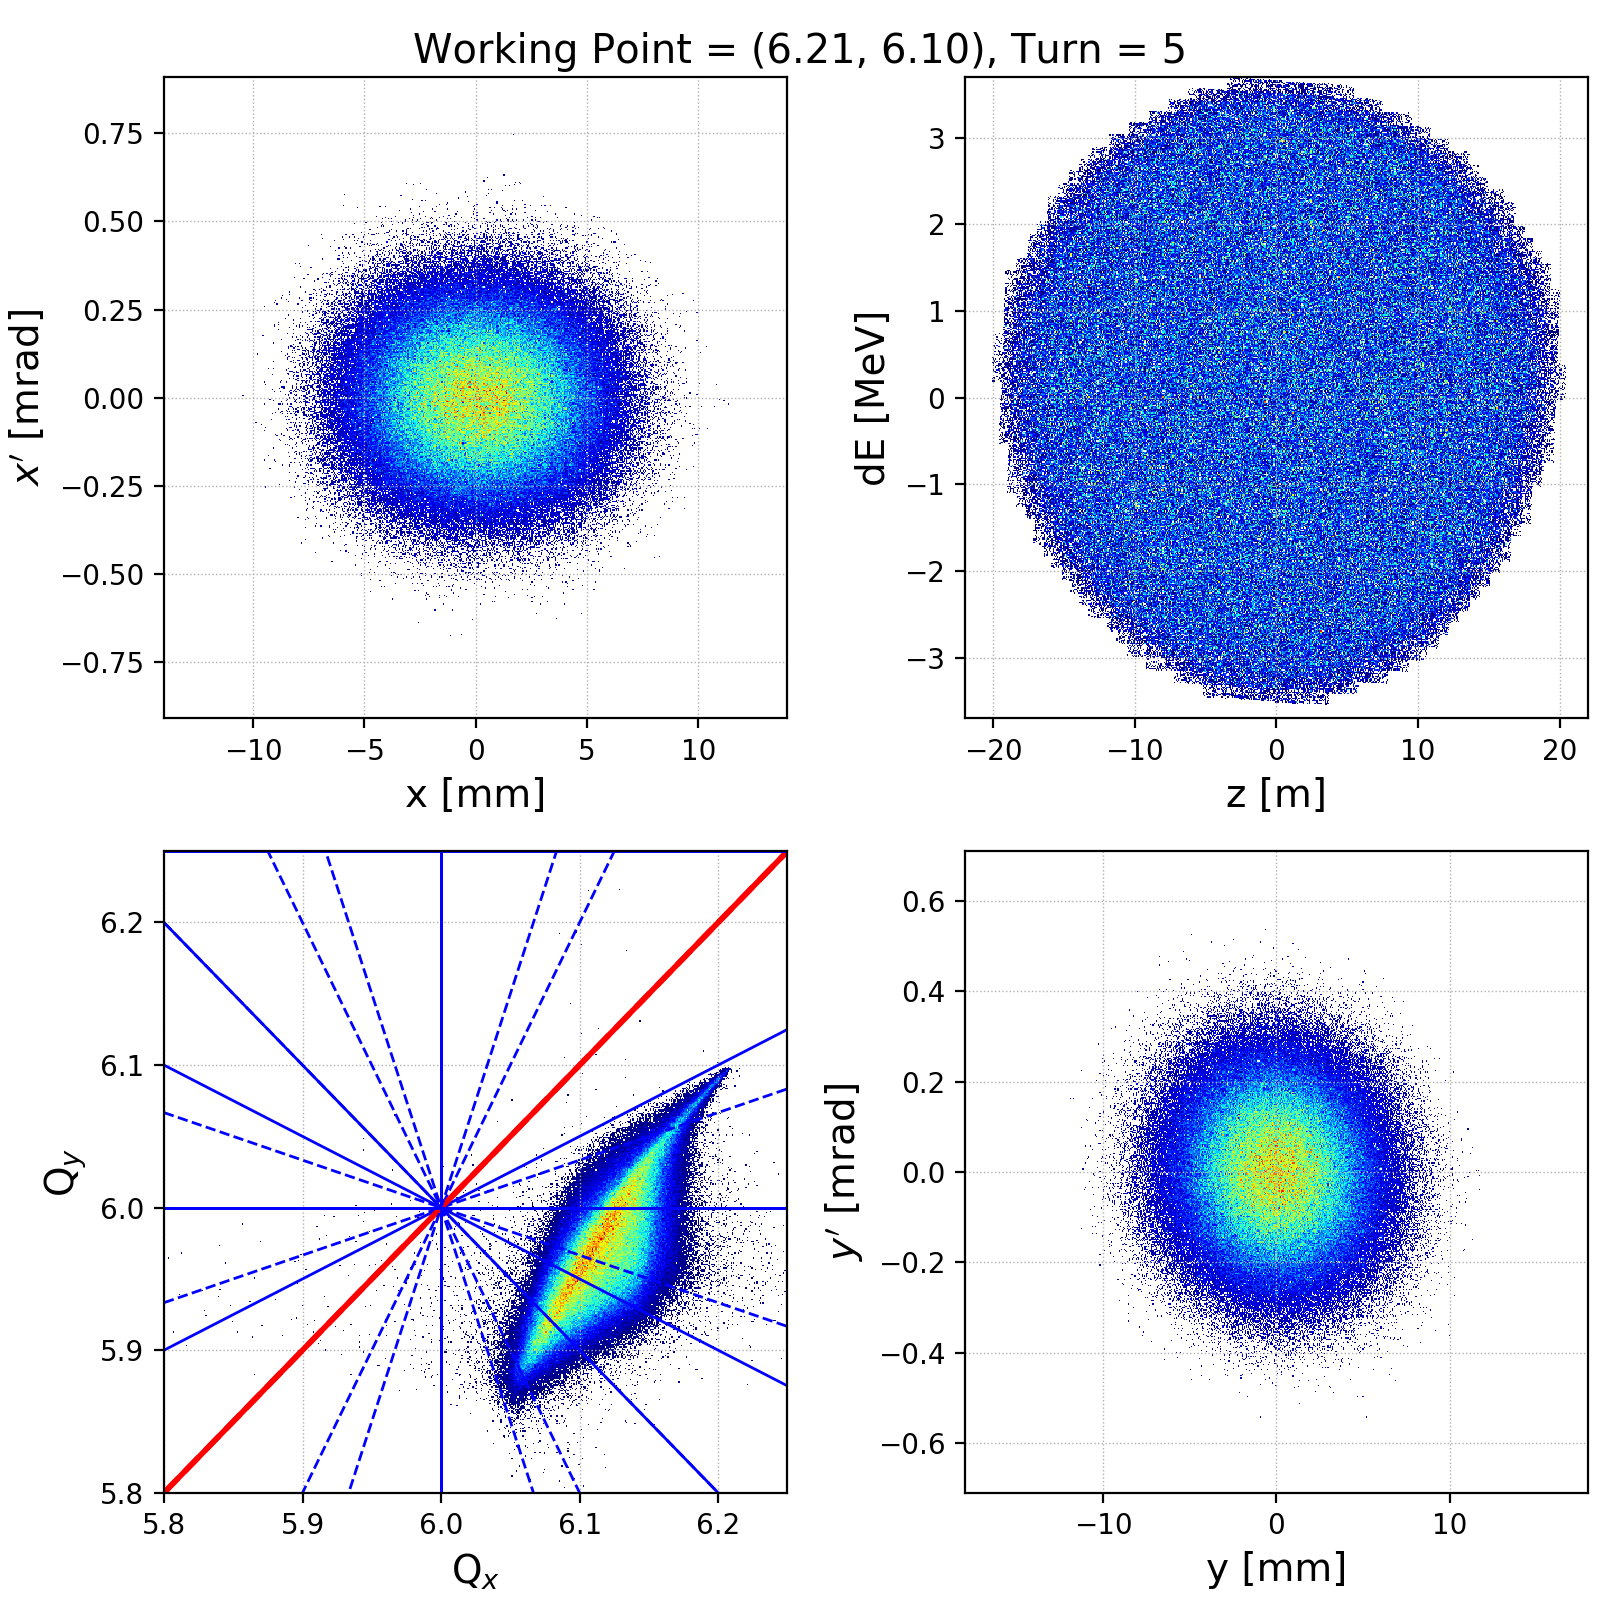 Working Point = (6.21, 6.10), Turn = 5
0.75
0.50
0.25
0.00
−0.25
−0.50
−0.75
x′ [mrad]
−10 −5 0 5 10
x [mm]
3
2
1
0
−1
−2
−3
dE [MeV]
−20 −10 0 10 20
z [m]
6.2
6.1
6.0
5.9
5.8
Qy
5.8 5.9 6.0 6.1 6.2
Qx
0.6
0.4
0.2
0.0
−0.2
−0.4
−0.6
y′ [mrad]
−10 0 10
y [mm]